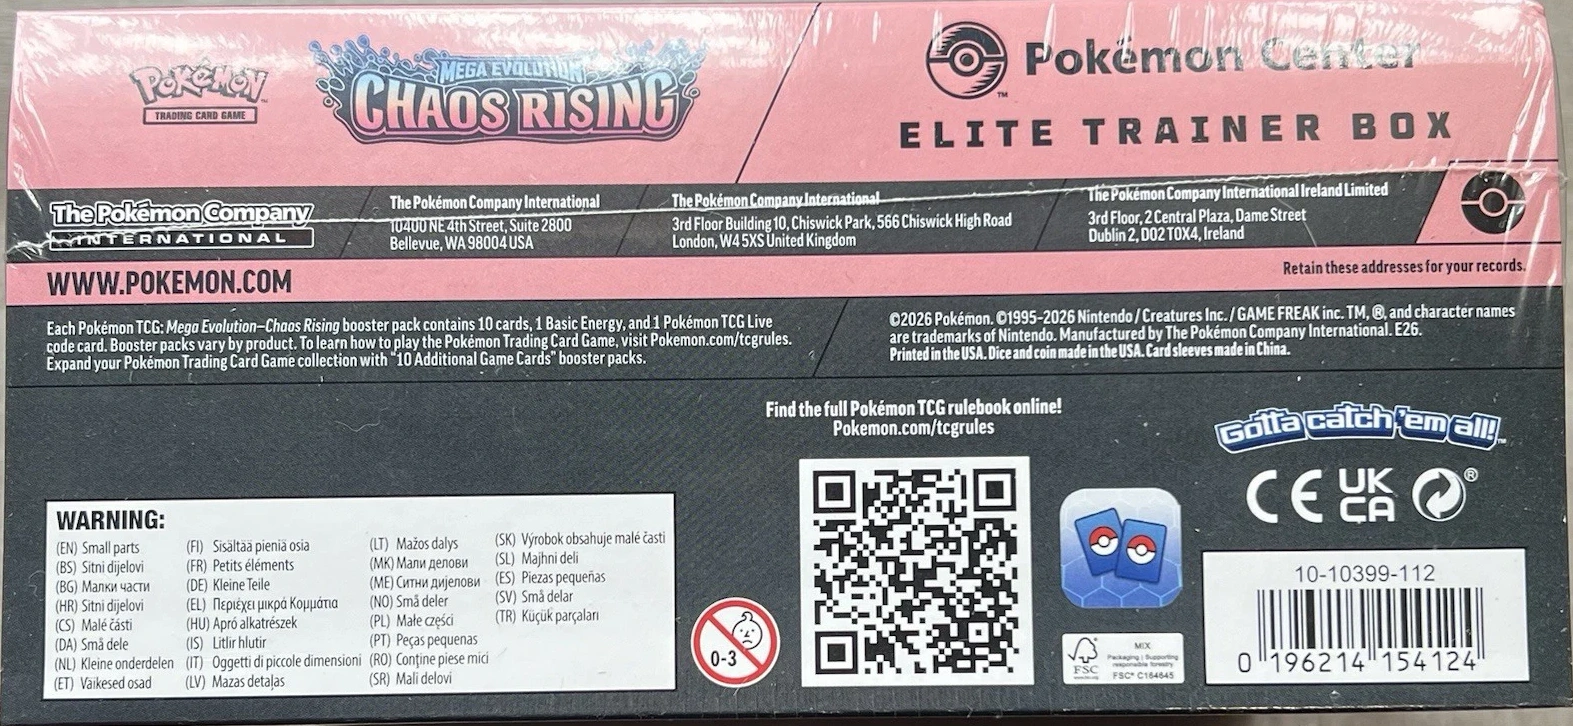 Pokémon
TRADING CARD GAME
MEGA EVOLUTION
CHAOS RISING
Pokémon Center
TM
ELITE TRAINER BOX
The Pokémon Company
INTERNATIONAL
The Pokémon Company International
10400 NE 4th Street, Suite 2800
Bellevue, WA 98004 USA
The Pokémon Company International
3rd Floor Building 10, Chiswick Park, 566 Chiswick High Road
London, W4 5XS United Kingdom
The Pokémon Company International Ireland Limited
3rd Floor, 2 Central Plaza, Dame Street
Dublin 2, D02 T0X4, Ireland
WWW.POKEMON.COM
Retain these addresses for your records.
Each Pokémon TCG: Mega Evolution—Chaos Rising booster pack contains 10 cards, 1 Basic Energy, and 1 Pokémon TCG Live
code card. Booster packs vary by product. To learn how to play the Pokémon Trading Card Game, visit Pokemon.com/tcgrules.
Expand your Pokémon Trading Card Game collection with "10 Additional Game Cards" booster packs.
©2026 Pokémon. ©1995-2026 Nintendo / Creatures Inc. / GAME FREAK inc. TM, ®, and character names
are trademarks of Nintendo. Manufactured by The Pokémon Company International. E26.
Printed in the USA. Dice and coin made in the USA. Card sleeves made in China.
Find the full Pokémon TCG rulebook online!
Pokemon.com/tcgrules
Gotta catch 'em all!
TM
WARNING:
(EN) Small parts
(BS) Sitni dijelovi
(BG) Малки части
(HR) Sitni dijelovi
(CS) Malé části
(DA) Små dele
(NL) Kleine onderdelen
(ET) Väikesed osad
(FI) Sisältää pieniä osia
(FR) Petits éléments
(DE) Kleine Teile
(EL) Περιέχει μικρά Κομμάτια
(HU) Apró alkatrészek
(IS) Litlir hlutir
(IT) Oggetti di piccole dimensioni
(LV) Mazas detaļas
(LT) Mažos dalys
(MK) Мали делови
(ME) Ситни дијелови
(NO) Små deler
(PL) Małe części
(PT) Peças pequenas
(RO) Conține piese mici
(SR) Mali delovi
(SK) Výrobok obsahuje malé časti
(SL) Majhni deli
(ES) Piezas pequeñas
(SV) Små delar
(TR) Küçük parçaları
0-3
CE
UK
CA
®
FSC
www.fsc.org
MIX
Packaging | Supporting
responsible forestry
FSC® C164645
10-10399-112
0 196214 154124